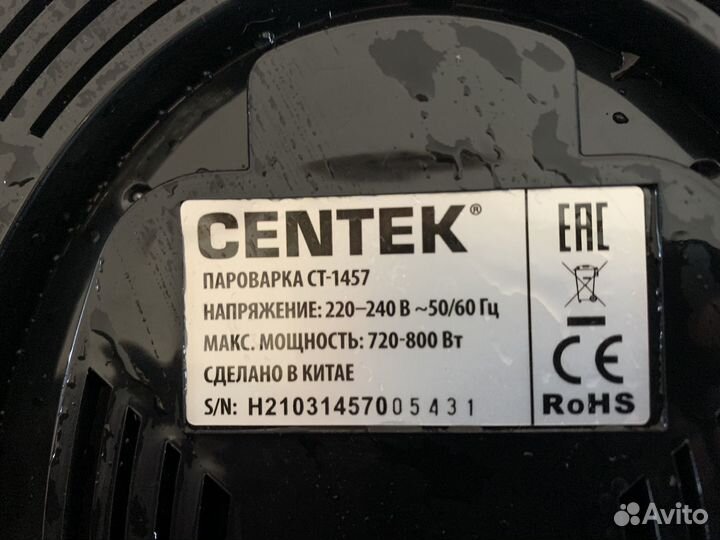 CENTEK®
ПАРОВАРКА CT-1457
НАПРЯЖЕНИЕ: 220–240 В ~50/60 Гц
МАКС. МОЩНОСТЬ: 720-800 Вт
СДЕЛАНО В КИТАЕ
S/N: H210314570 05431
EAC
CE
RoHS
Avito